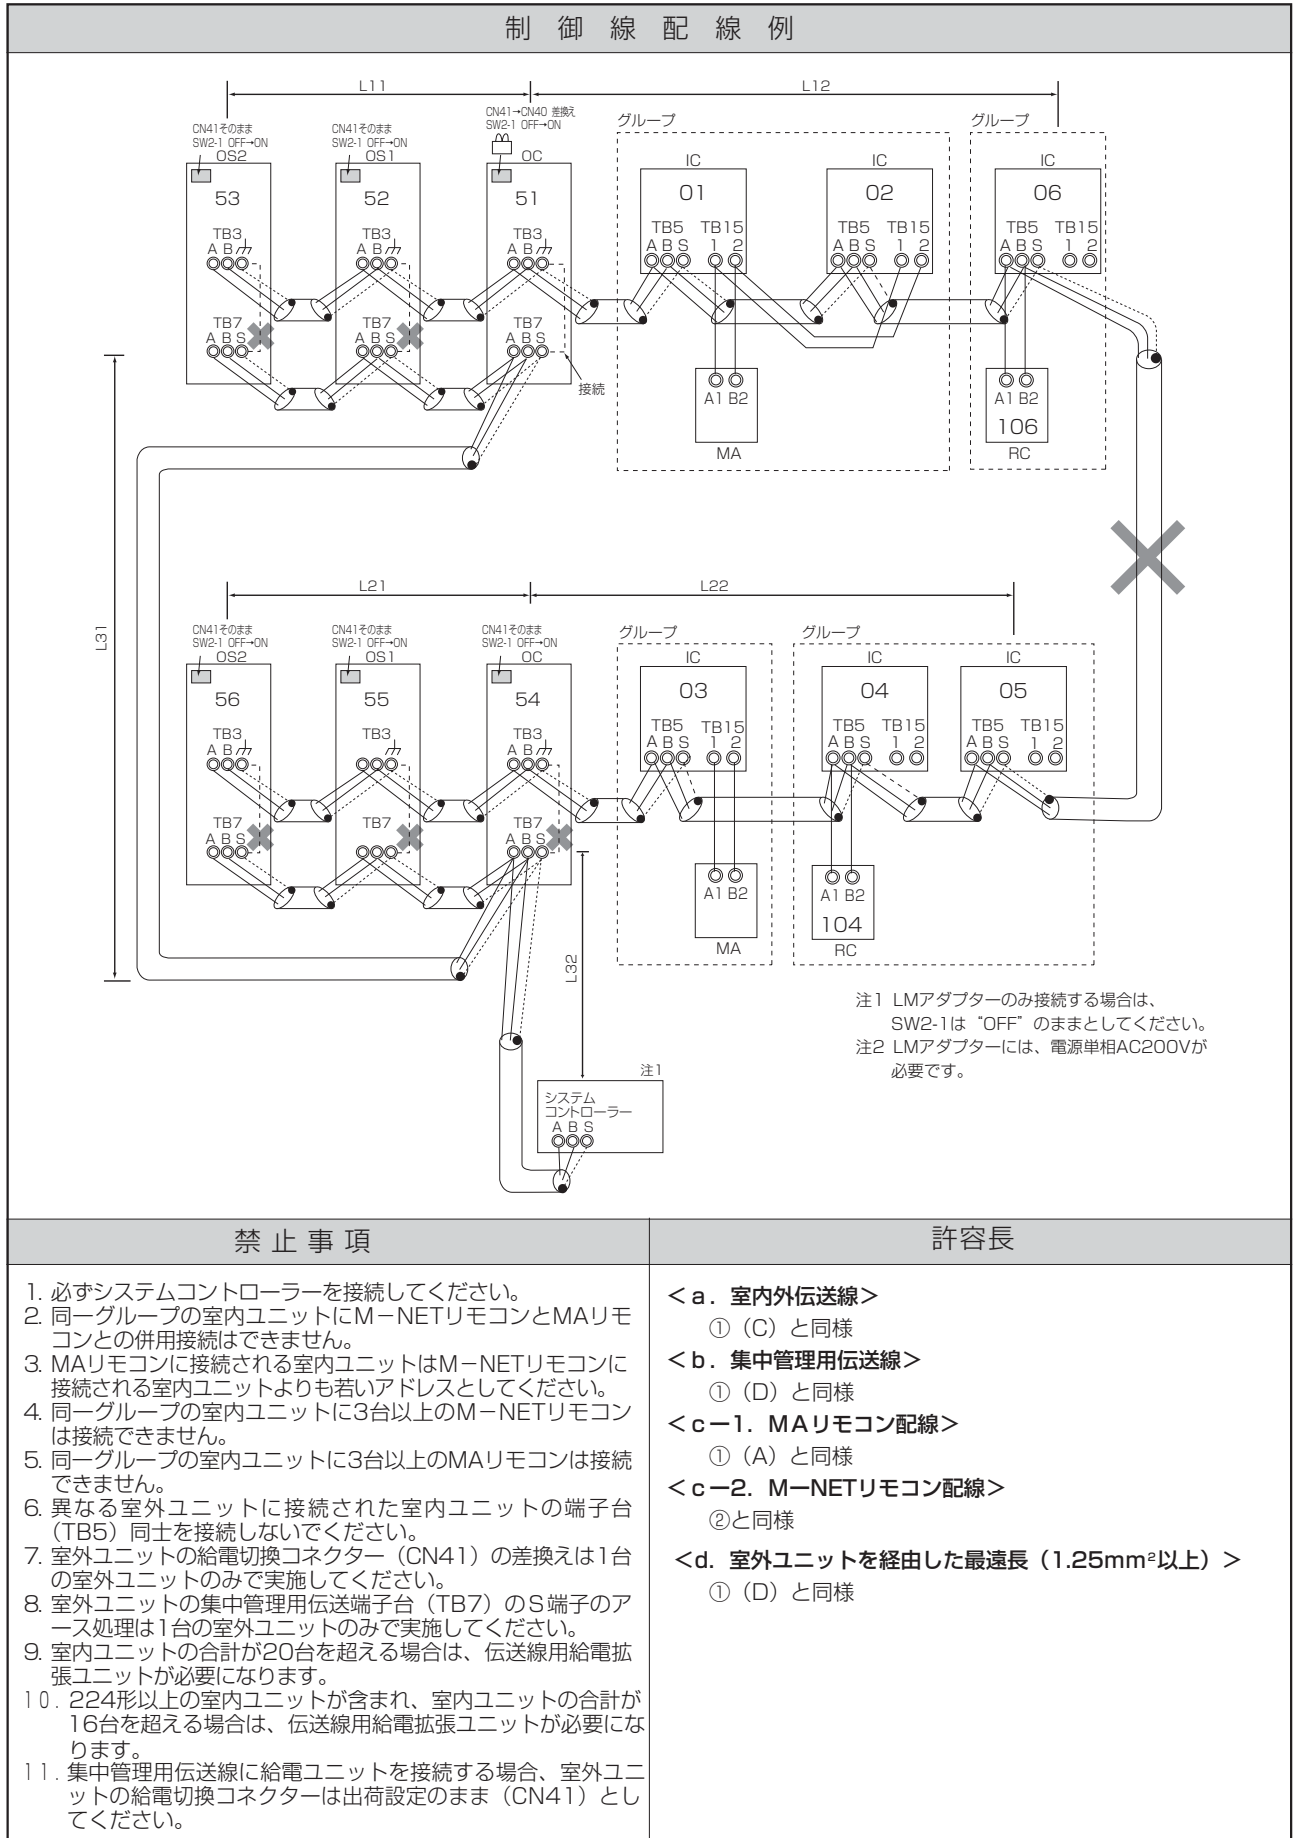 制御線配線例
L11
L12
CN41そのまま
SW2-1 OFF→ON
OS2
CN41そのまま
SW2-1 OFF→ON
OS1
CN41→CN40 差換え
SW2-1 OFF→ON
OC
グループ
グループ
IC
IC
IC
53
52
51
01
02
06
TB3
A B
TB3
A B
TB3
A B
TB5
A B S
TB15
1 2
TB5
A B S
TB15
1 2
TB5
A B S
TB15
1 2
TB7
A B S
TB7
A B S
TB7
A B S
接続
A1 B2
MA
A1 B2
106
RC
L31
L21
L22
CN41そのまま
SW2-1 OFF→ON
OS2
CN41そのまま
SW2-1 OFF→ON
OS1
CN41そのまま
SW2-1 OFF→ON
OC
グループ
グループ
IC
IC
IC
56
55
54
03
04
05
TB3
A B
TB3
TB3
A B
TB5
A B S
TB15
1 2
TB5
A B S
TB15
1 2
TB5
A B S
TB15
1 2
TB7
A B S
TB7
TB7
A B S
A1 B2
MA
A1 B2
104
RC
L32
注1 LMアダプターのみ接続する場合は、
SW2-1は“OFF”のままとしてください。
注2 LMアダプターには、電源単相AC200Vが
必要です。
注1
システム
コントローラー
A B S
禁止事項
1. 必ずシステムコントローラーを接続してください。
2. 同一グループの室内ユニットにM－NETリモコンとMAリモ
コンとの併用接続はできません。
3. MAリモコンに接続される室内ユニットはM－NETリモコンに
接続される室内ユニットよりも若いアドレスとしてください。
4. 同一グループの室内ユニットに3台以上のM－NETリモコン
は接続できません。
5. 同一グループの室内ユニットに3台以上のMAリモコンは接続
できません。
6. 異なる室外ユニットに接続された室内ユニットの端子台
（TB5）同士を接続しないでください。
7. 室外ユニットの給電切換コネクター（CN41）の差換えは1台
の室外ユニットのみで実施してください。
8. 室外ユニットの集中管理用伝送端子台（TB7）のS端子のア
ース処理は1台の室外ユニットのみで実施してください。
9. 室内ユニットの合計が20台を超える場合は、伝送線用給電拡
張ユニットが必要になります。
10. 224形以上の室内ユニットが含まれ、室内ユニットの合計が
16台を超える場合は、伝送線用給電拡張ユニットが必要にな
ります。
11. 集中管理用伝送線に給電ユニットを接続する場合、室外ユニ
ットの給電切換コネクターは出荷設定のまま（CN41）とし
てください。
許容長
＜a．室内外伝送線＞
①（C）と同様
＜b．集中管理用伝送線＞
①（D）と同様
＜c－1．MAリモコン配線＞
①（A）と同様
＜c－2．M－NETリモコン配線＞
②と同様
＜d．室外ユニットを経由した最遠長（1.25mm²以上）＞
①（D）と同様